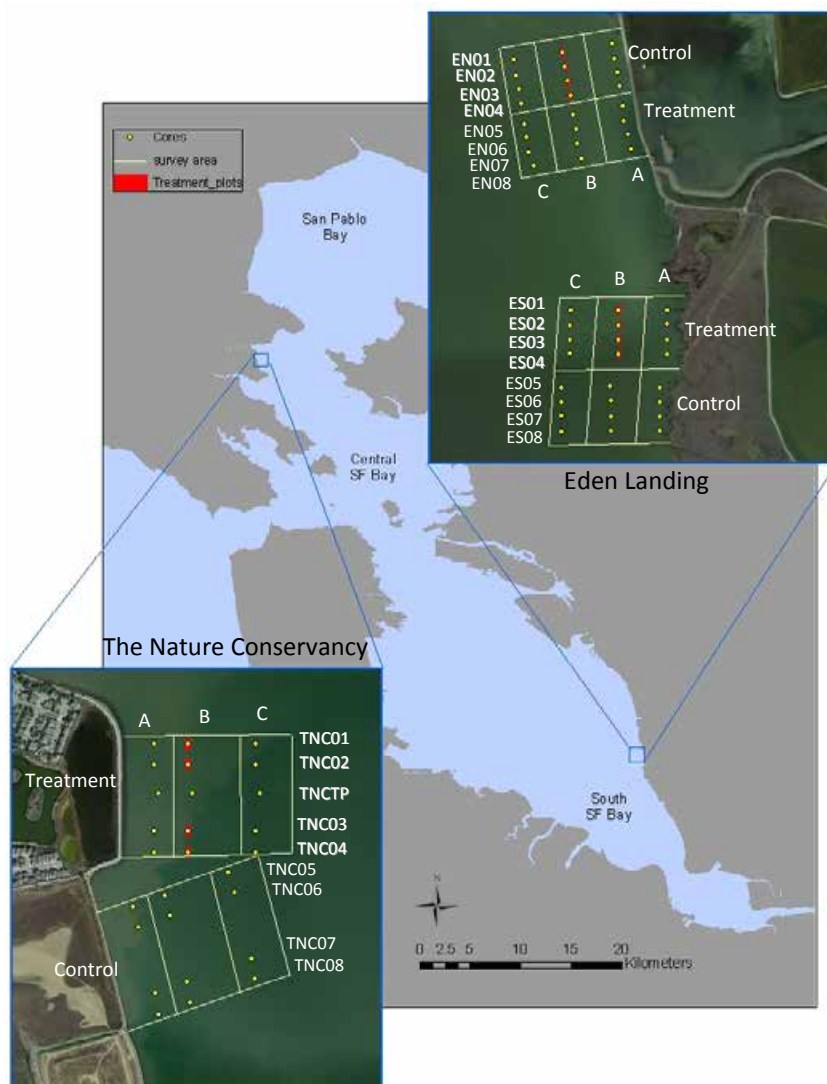 Control
EN01
EN02
EN03
EN04
Treatment
EN05
EN06
EN07
EN08
C
B
A
C
B
A
ES01
ES02
ES03
ES04
Treatment
ES05
ES06
ES07
ES08
Control
Eden Landing
Cores
survey area
Treatment_plots
San Pablo
Bay
Central
SF Bay
South
SF Bay
N
0 2.5 5 10 15 20
Kilometers
The Nature Conservancy
A
B
C
TNC01
TNC02
Treatment
TNCTP
TNC03
TNC04
TNC05
TNC06
TNC07
TNC08
Control